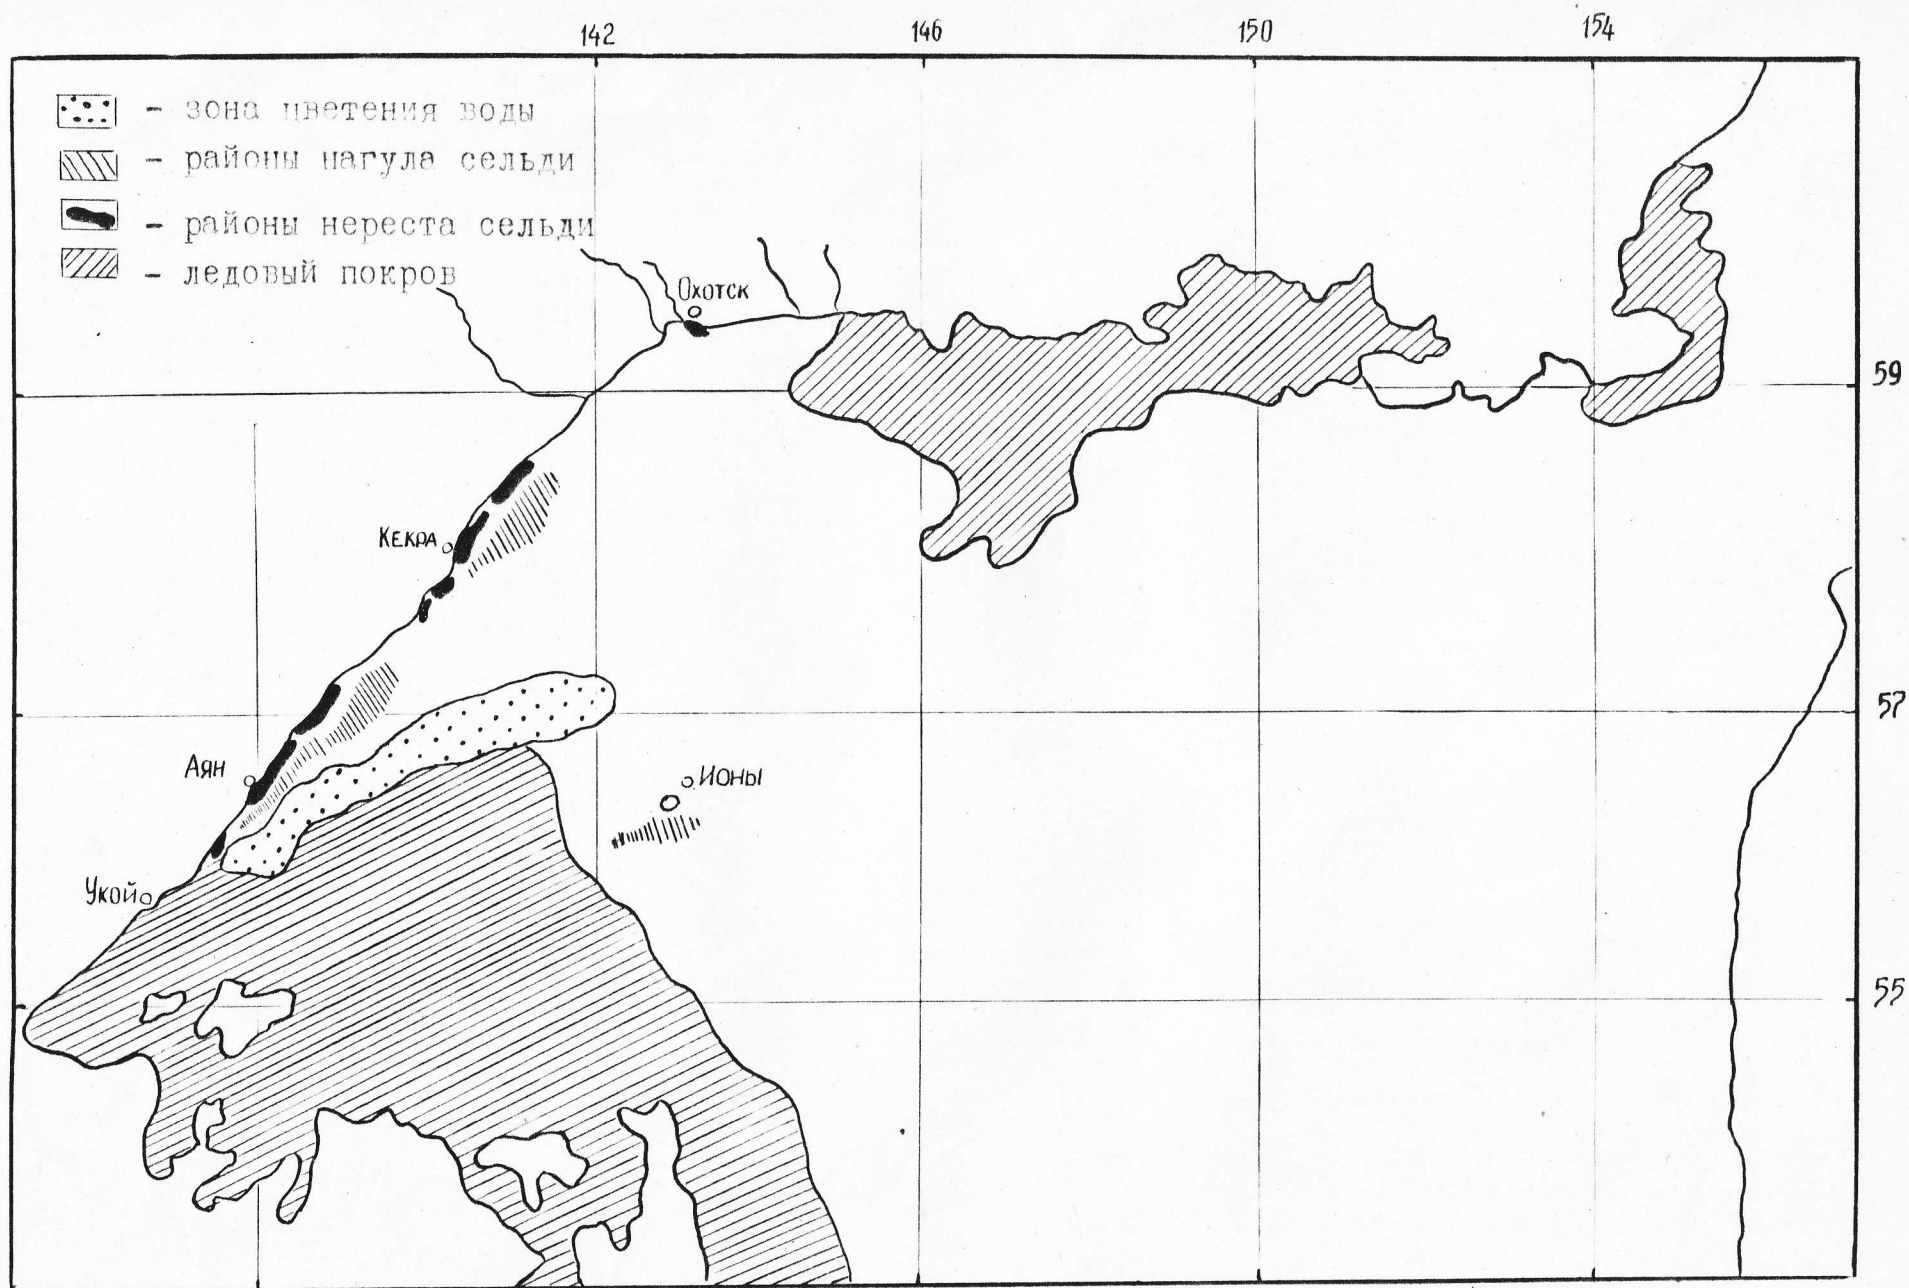 142 146 150 154
- зона цветения воды
- районы нагула сельди
- районы нереста сельди
- ледовый покров
Охотск
59
Кекра
57
Аян
Ионы
Укой
55